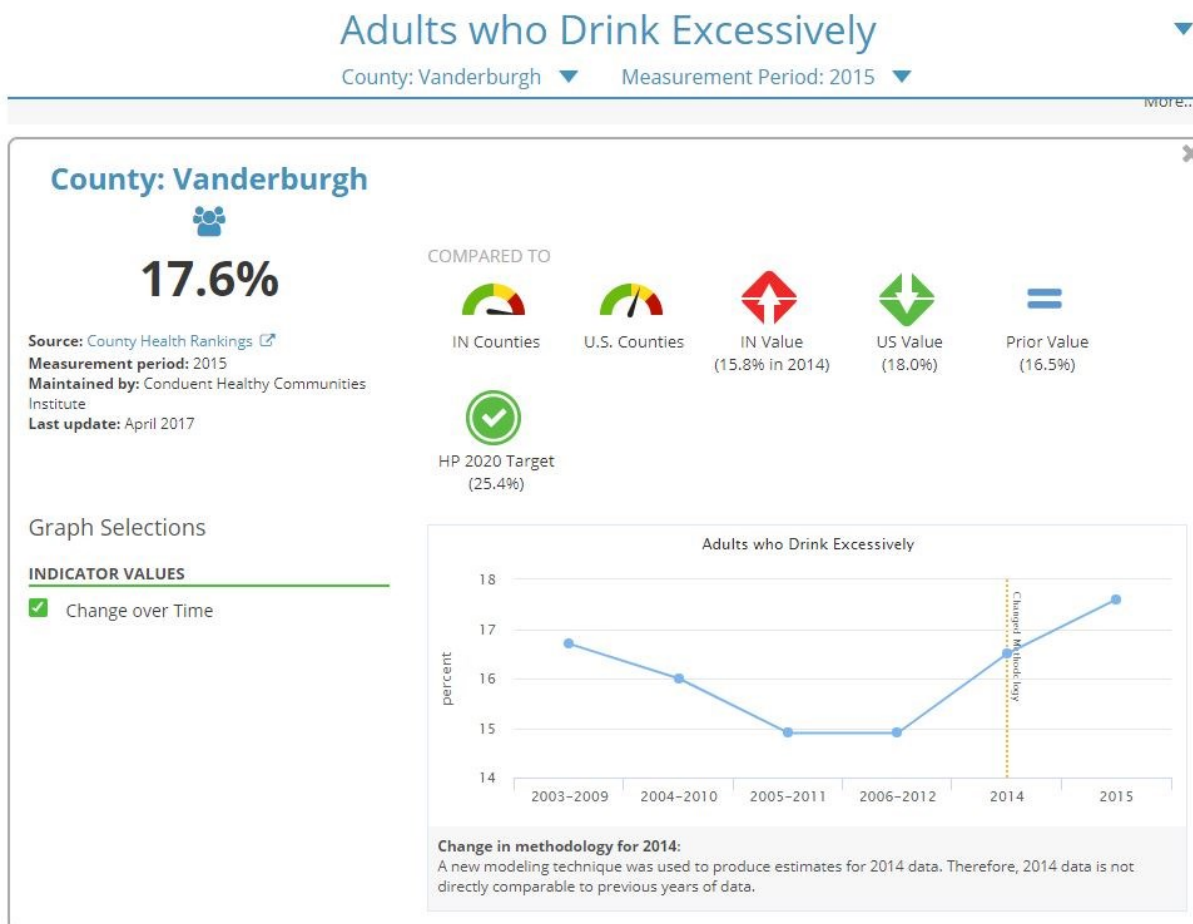 Adults who Drink Excessively
County: Vanderburgh Measurement Period: 2015
More..
County: Vanderburgh
17.6%
Source: County Health Rankings
Measurement period: 2015
Maintained by: Conduent Healthy Communities
Institute
Last update: April 2017
COMPARED TO
IN Counties
U.S. Counties
IN Value
(15.8% in 2014)
US Value
(18.0%)
Prior Value
(16.5%)
HP 2020 Target
(25.4%)
Graph Selections
INDICATOR VALUES
Change over Time
Adults who Drink Excessively
percent
18
17
16
15
14
Changed Methodology
2003-2009 2004-2010 2005-2011 2006-2012 2014 2015
Change in methodology for 2014:
A new modeling technique was used to produce estimates for 2014 data. Therefore, 2014 data is not
directly comparable to previous years of data.